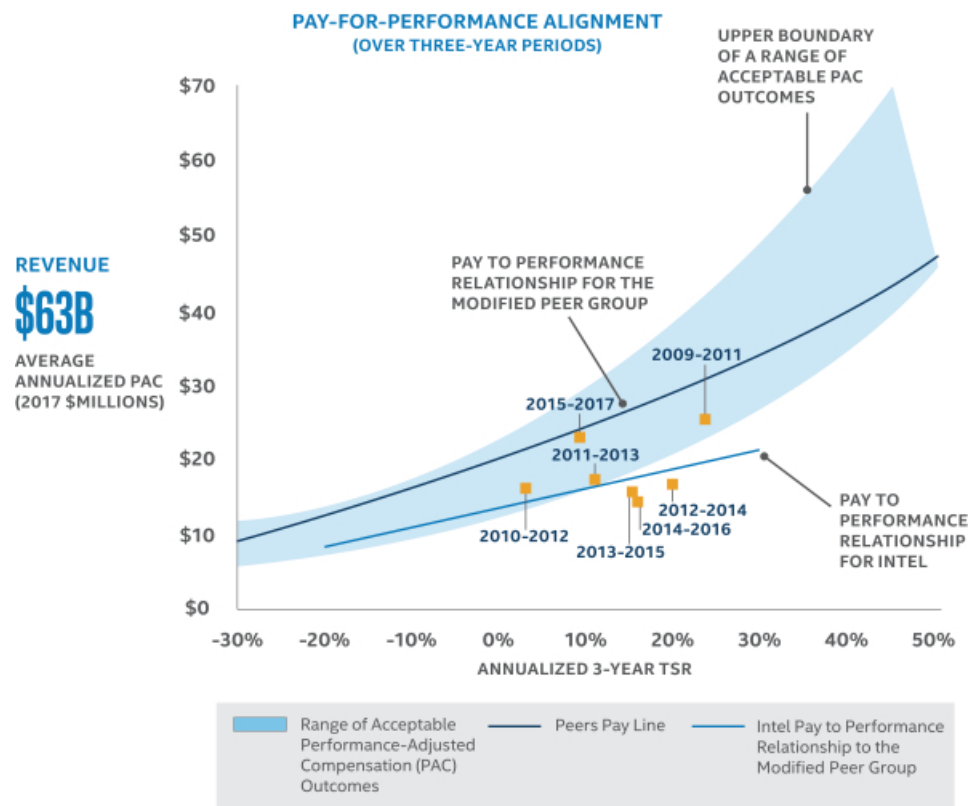 PAY-FOR-PERFORMANCE ALIGNMENT
(OVER THREE-YEAR PERIODS)
UPPER BOUNDARY
OF A RANGE OF
ACCEPTABLE PAC
OUTCOMES
$70
$60
$50
$40
$30
$20
$10
$0
REVENUE
$63B
AVERAGE
ANNUALIZED PAC
(2017 $MILLIONS)
PAY TO PERFORMANCE
RELATIONSHIP FOR THE
MODIFIED PEER GROUP
2009-2011
2015-2017
2011-2013
2010-2012
2013-2015
2012-2014
2014-2016
PAY TO
PERFORMANCE
RELATIONSHIP
FOR INTEL
-30%
-20%
-10%
0%
10%
20%
30%
40%
50%
ANNUALIZED 3-YEAR TSR
Range of Acceptable
Performance-Adjusted
Compensation (PAC)
Outcomes
Peers Pay Line
Intel Pay to Performance
Relationship to the
Modified Peer Group